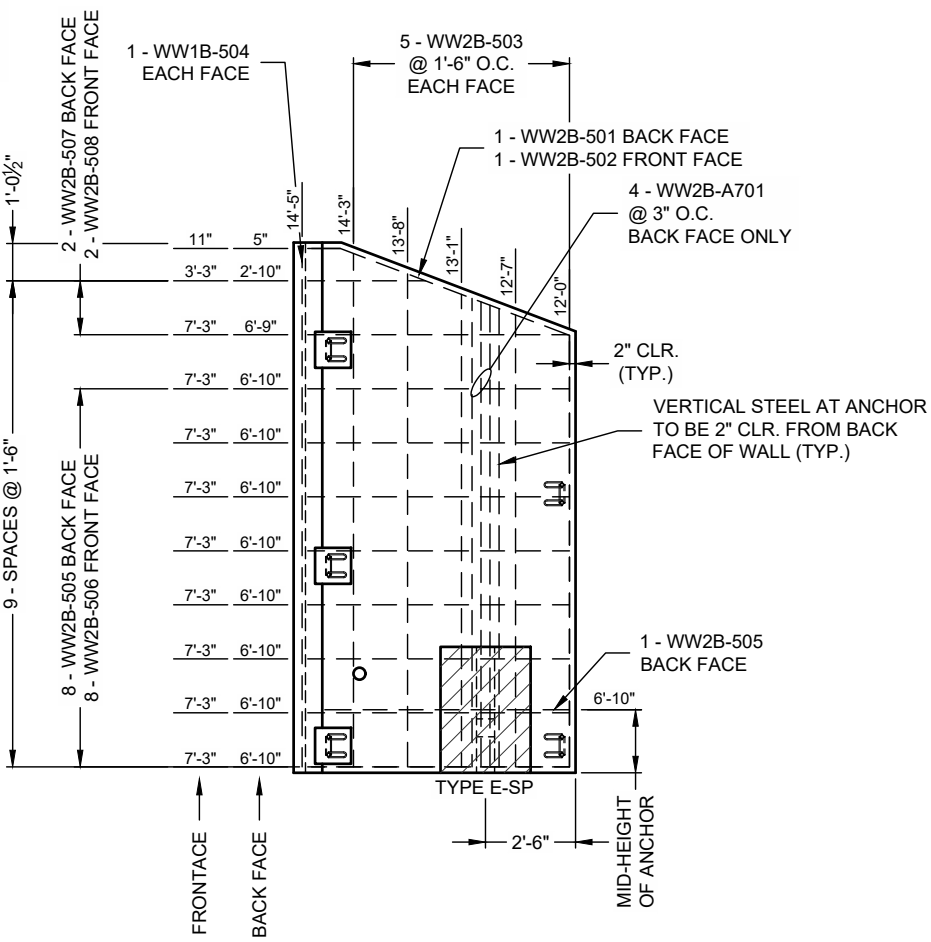 2 - WW2B-507 BACK FACE
2 - WW2B-508 FRONT FACE
1'-0½"
9 - SPACES @ 1'-6"
8 - WW2B-505 BACK FACE
8 - WW2B-506 FRONT FACE
1 - WW1B-504
EACH FACE
5 - WW2B-503
@ 1'-6" O.C.
EACH FACE
1 - WW2B-501 BACK FACE
1 - WW2B-502 FRONT FACE
4 - WW2B-A701
@ 3" O.C.
BACK FACE ONLY
14'-5"
14'-3"
13'-8"
13'-1"
12'-7"
12'-0"
11" 5"
3'-3" 2'-10"
7'-3" 6'-9"
7'-3" 6'-10"
7'-3" 6'-10"
7'-3" 6'-10"
7'-3" 6'-10"
7'-3" 6'-10"
7'-3" 6'-10"
7'-3" 6'-10"
7'-3" 6'-10"
2" CLR.
(TYP.)
VERTICAL STEEL AT ANCHOR
TO BE 2" CLR. FROM BACK
FACE OF WALL (TYP.)
1 - WW2B-505
BACK FACE
6'-10"
TYPE E-SP
2'-6"
MID-HEIGHT
OF ANCHOR
FRONTACE
BACK FACE